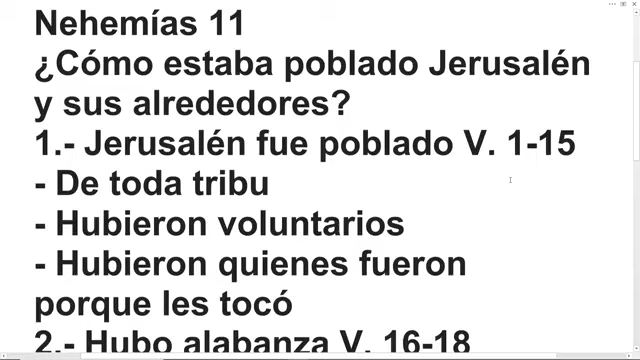 Nehemías 11
¿Cómo estaba poblado Jerusalén
y sus alrededores?
1.- Jerusalén fue poblado V. 1-15
- De toda tribu
- Hubieron voluntarios
- Hubieron quienes fueron
porque les tocó
2.- Hubo alabanza V. 16-18